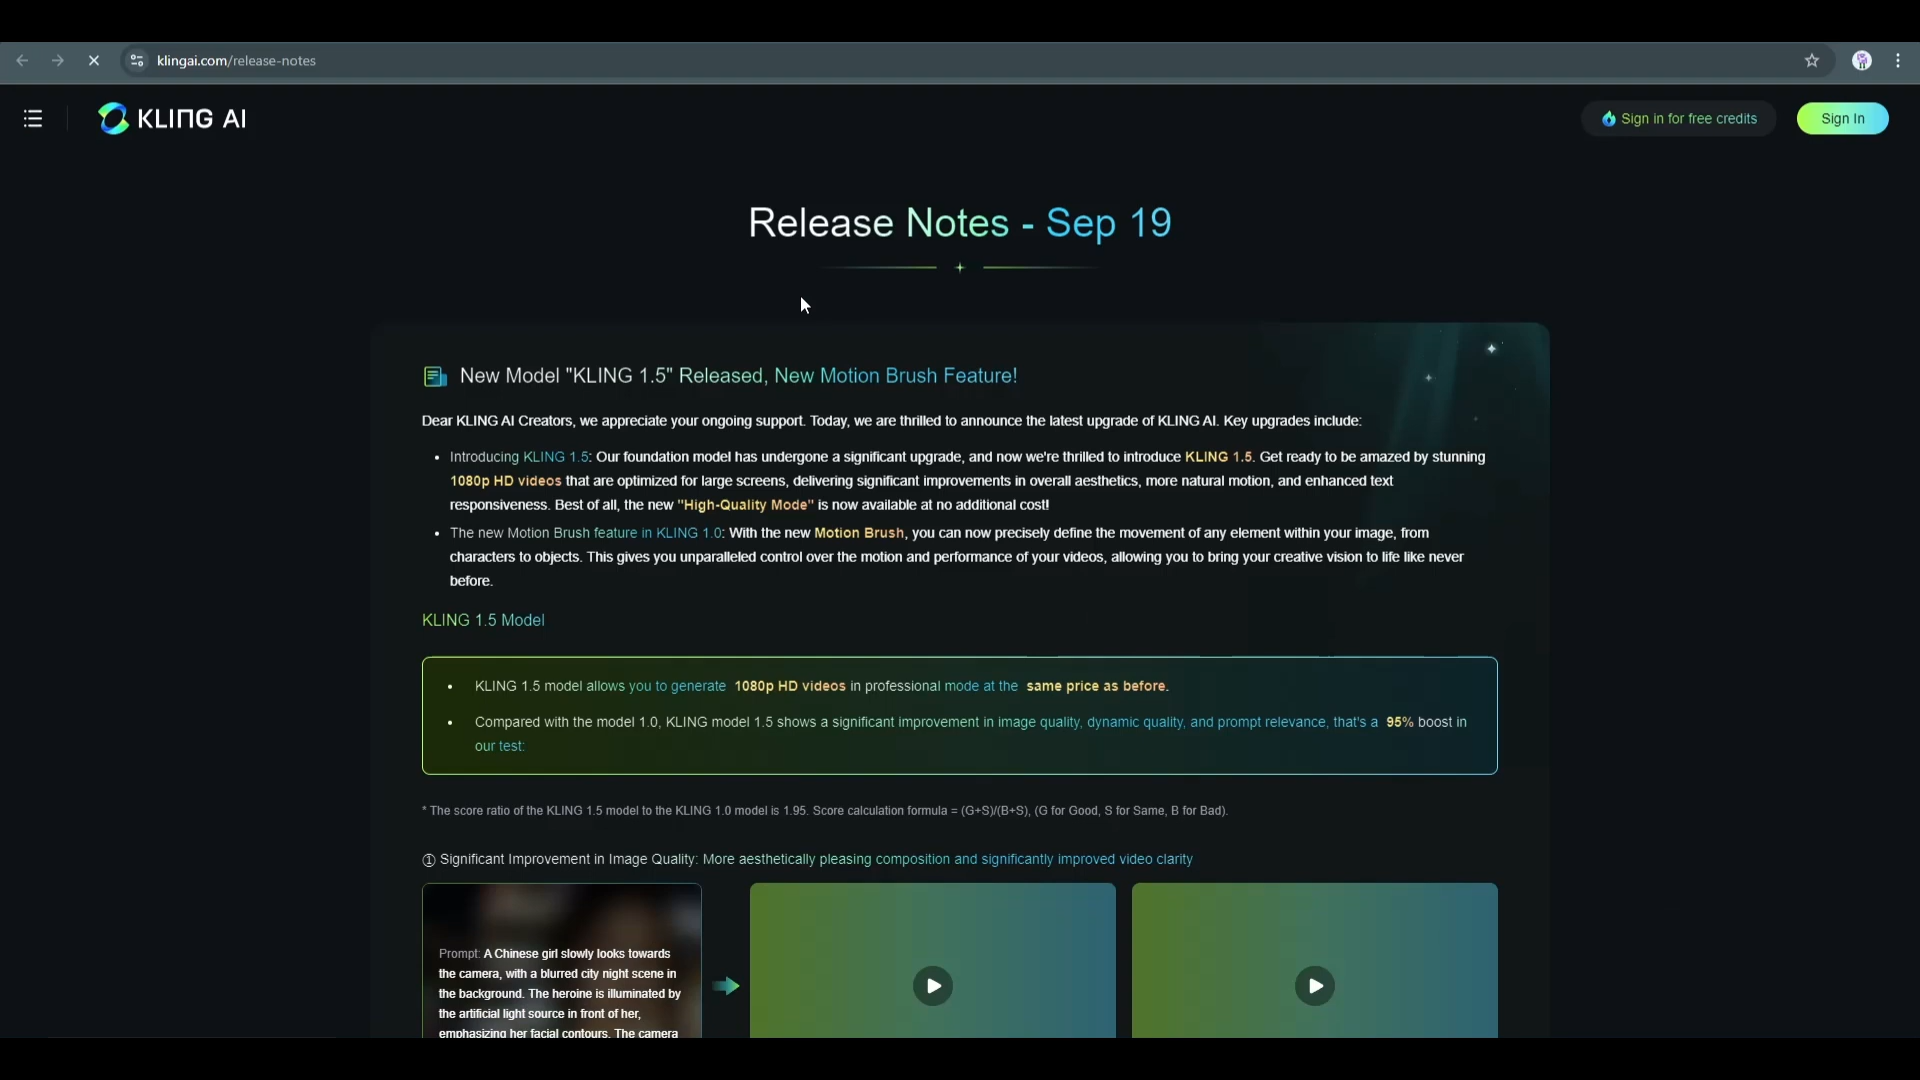 klingai.com/release-notes
KLING AI
Sign in for free credits
Sign In
Release Notes - Sep 19
New Model "KLING 1.5" Released, New Motion Brush Feature!
Dear KLING AI Creators, we appreciate your ongoing support. Today, we are thrilled to announce the latest upgrade of KLING AI. Key upgrades include:
• Introducing KLING 1.5: Our foundation model has undergone a significant upgrade, and now we're thrilled to introduce KLING 1.5. Get ready to be amazed by stunning
1080p HD videos that are optimized for large screens, delivering significant improvements in overall aesthetics, more natural motion, and enhanced text
responsiveness. Best of all, the new "High-Quality Mode" is now available at no additional cost!
• The new Motion Brush feature in KLING 1.0: With the new Motion Brush, you can now precisely define the movement of any element within your image, from
characters to objects. This gives you unparalleled control over the motion and performance of your videos, allowing you to bring your creative vision to life like never
before.
KLING 1.5 Model
• KLING 1.5 model allows you to generate 1080p HD videos in professional mode at the same price as before.
• Compared with the model 1.0, KLING model 1.5 shows a significant improvement in image quality, dynamic quality, and prompt relevance, that's a 95% boost in
our test:
* The score ratio of the KLING 1.5 model to the KLING 1.0 model is 1.95. Score calculation formula = (G+S)/(B+S), (G for Good, S for Same, B for Bad).
① Significant Improvement in Image Quality: More aesthetically pleasing composition and significantly improved video clarity
Prompt: A Chinese girl slowly looks towards
the camera, with a blurred city night scene in
the background. The heroine is illuminated by
the artificial light source in front of her,
emphasizing her facial contours. The camera